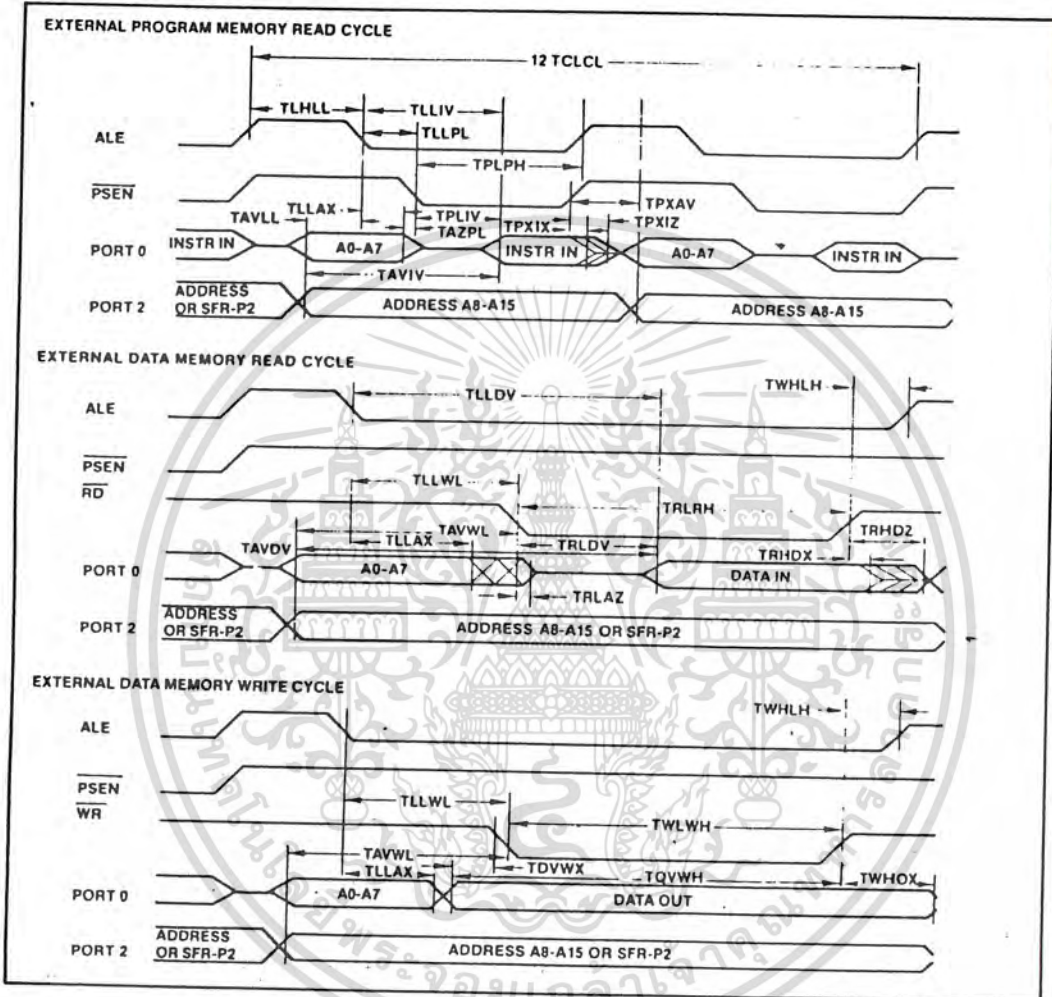 EXTERNAL PROGRAM MEMORY READ CYCLE
12 TCLCL
TLHLL
TLLIV
ALE
TLLPL
TPLPH
PSEN
TPXAV
TLLAX
TAVLL
TPLIV
TPXIZ
TAZPL
TPXIX
PORT 0
INSTR IN
A0-A7
INSTR IN
A0-A7
INSTR IN
TAVIV
PORT 2
ADDRESS
OR SFR-P2
ADDRESS A8-A15
ADDRESS A8-A15
EXTERNAL DATA MEMORY READ CYCLE
TWHLH
TLLDV
ALE
PSEN
TLLWL
RD
TRLRH
TAVWL
TRHD2
TAVDV
TLLAX
TRLDV
TRHDX
PORT 0
A0-A7
DATA IN
TRLAZ
PORT 2
ADDRESS
OR SFR-P2
ADDRESS A8-A15 OR SFR-P2
EXTERNAL DATA MEMORY WRITE CYCLE
TWHLH
ALE
PSEN
TLLWL
WR
TWLWH
TAVWL
TDVWX
TLLAX
TQVWH
TWHOX
PORT 0
A0-A7
DATA OUT
PORT 2
ADDRESS
OR SFR-P2
ADDRESS A8-A15 OR SFR-P2